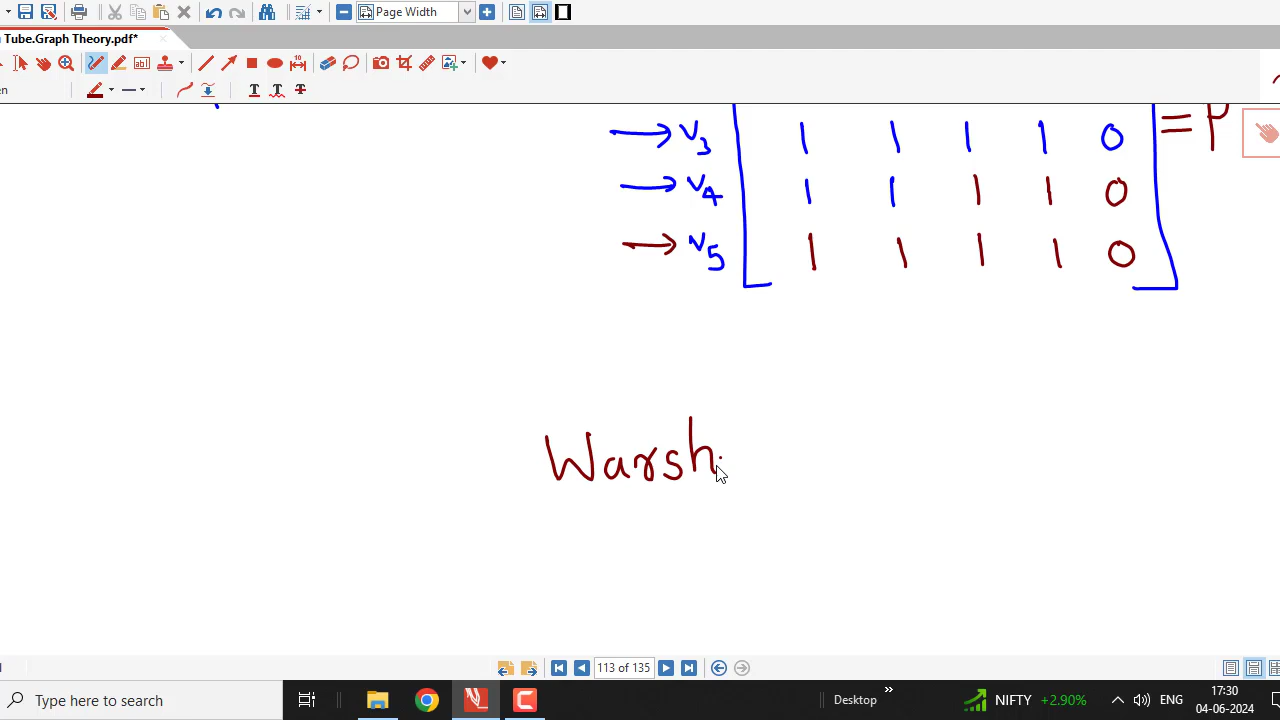 Page Width
Tube.Graph Theory.pdf*
v3 1 1 1 1 0 = P
v4 1 1 1 1 0
v5 1 1 1 1 0
Warsh
113 of 135
Type here to search
Desktop
NIFTY +2.90%
ENG
17:30
04-06-2024